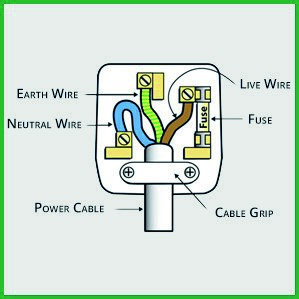 LIVE WIRE
EARTH WIRE
Fuse
FUSE
NEUTRAL WIRE
POWER CABLE
CABLE GRIP